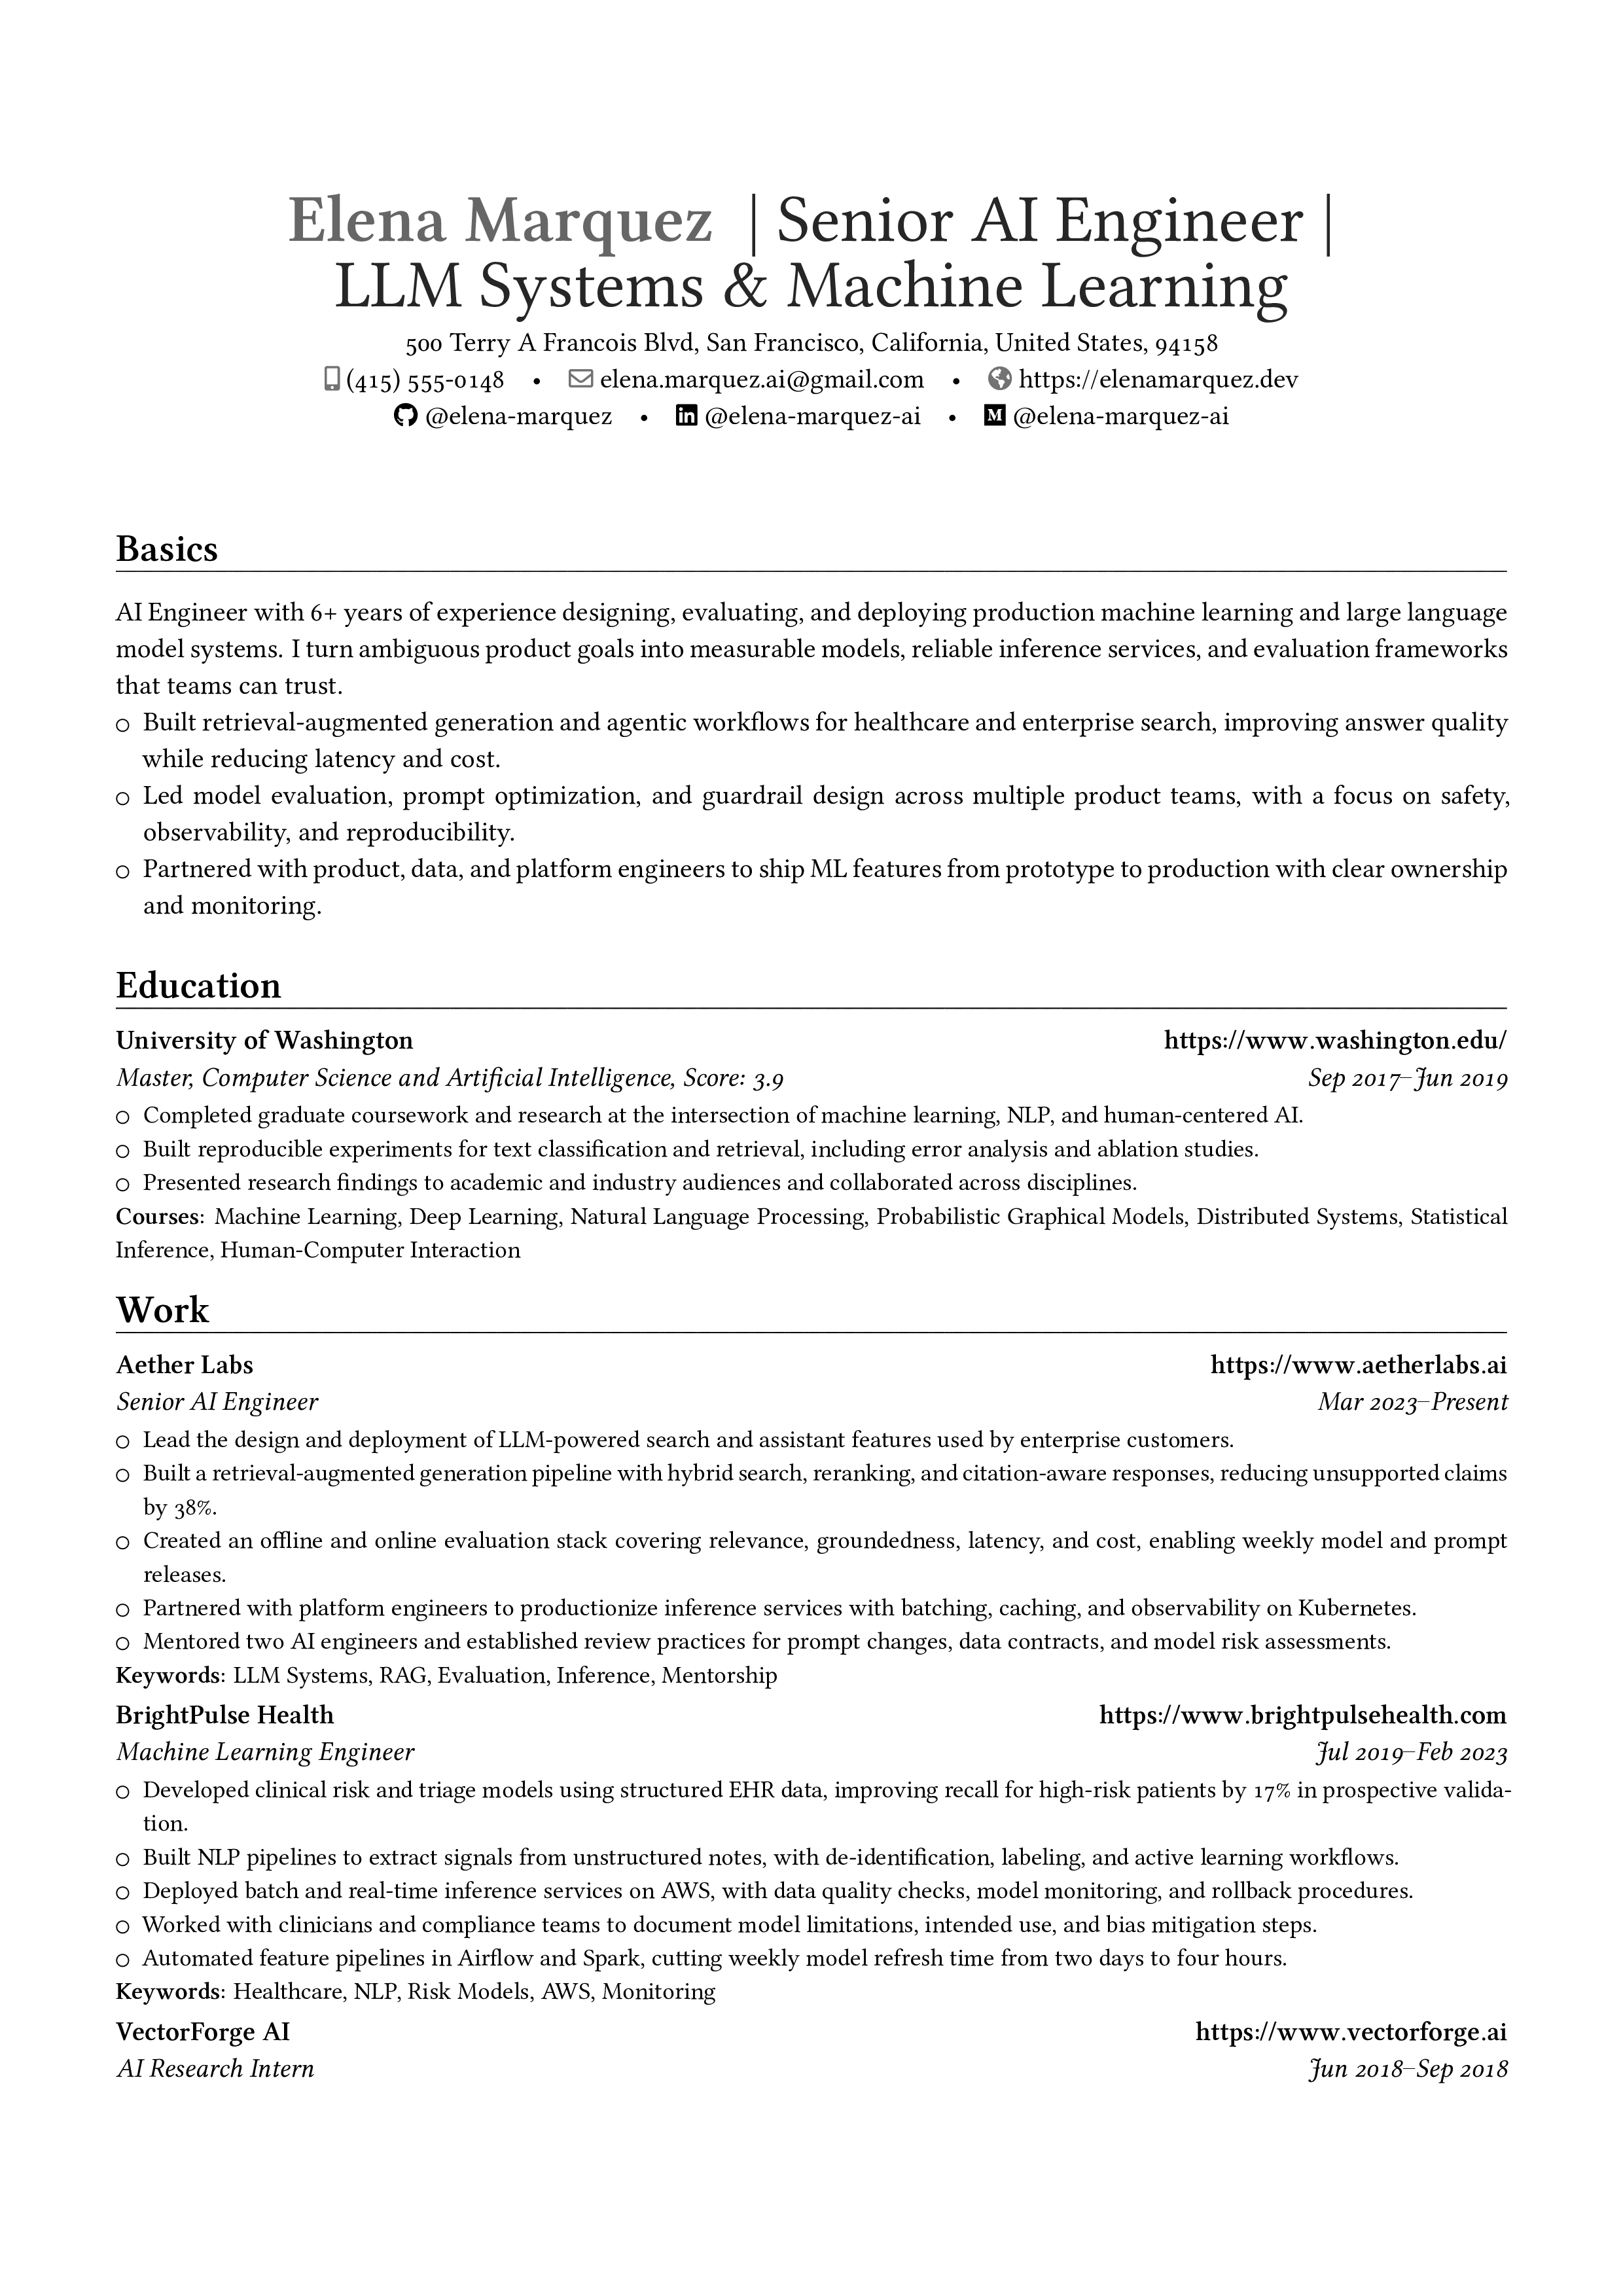 Elena Marquez | Senior AI Engineer |
LLM Systems & Machine Learning
500 Terry A Francois Blvd, San Francisco, California, United States, 94158
(415) 555-0148 • elena.marquez.ai@gmail.com • https://elenamarquez.dev
@elena-marquez • @elena-marquez-ai • @elena-marquez-ai
Basics
AI Engineer with 6+ years of experience designing, evaluating, and deploying production machine learning and large language
model systems. I turn ambiguous product goals into measurable models, reliable inference services, and evaluation frameworks
that teams can trust.
○ Built retrieval-augmented generation and agentic workflows for healthcare and enterprise search, improving answer quality
while reducing latency and cost.
○ Led model evaluation, prompt optimization, and guardrail design across multiple product teams, with a focus on safety,
observability, and reproducibility.
○ Partnered with product, data, and platform engineers to ship ML features from prototype to production with clear ownership
and monitoring.
Education
University of Washington https://www.washington.edu/
Master, Computer Science and Artificial Intelligence, Score: 3.9 Sep 2017–Jun 2019
○ Completed graduate coursework and research at the intersection of machine learning, NLP, and human-centered AI.
○ Built reproducible experiments for text classification and retrieval, including error analysis and ablation studies.
○ Presented research findings to academic and industry audiences and collaborated across disciplines.
Courses: Machine Learning, Deep Learning, Natural Language Processing, Probabilistic Graphical Models, Distributed Systems, Statistical
Inference, Human-Computer Interaction
Work
Aether Labs https://www.aetherlabs.ai
Senior AI Engineer Mar 2023–Present
○ Lead the design and deployment of LLM-powered search and assistant features used by enterprise customers.
○ Built a retrieval-augmented generation pipeline with hybrid search, reranking, and citation-aware responses, reducing unsupported claims
by 38%.
○ Created an offline and online evaluation stack covering relevance, groundedness, latency, and cost, enabling weekly model and prompt
releases.
○ Partnered with platform engineers to productionize inference services with batching, caching, and observability on Kubernetes.
○ Mentored two AI engineers and established review practices for prompt changes, data contracts, and model risk assessments.
Keywords: LLM Systems, RAG, Evaluation, Inference, Mentorship
BrightPulse Health https://www.brightpulsehealth.com
Machine Learning Engineer Jul 2019–Feb 2023
○ Developed clinical risk and triage models using structured EHR data, improving recall for high-risk patients by 17% in prospective valida-
tion.
○ Built NLP pipelines to extract signals from unstructured notes, with de-identification, labeling, and active learning workflows.
○ Deployed batch and real-time inference services on AWS, with data quality checks, model monitoring, and rollback procedures.
○ Worked with clinicians and compliance teams to document model limitations, intended use, and bias mitigation steps.
○ Automated feature pipelines in Airflow and Spark, cutting weekly model refresh time from two days to four hours.
Keywords: Healthcare, NLP, Risk Models, AWS, Monitoring
VectorForge AI https://www.vectorforge.ai
AI Research Intern Jun 2018–Sep 2018